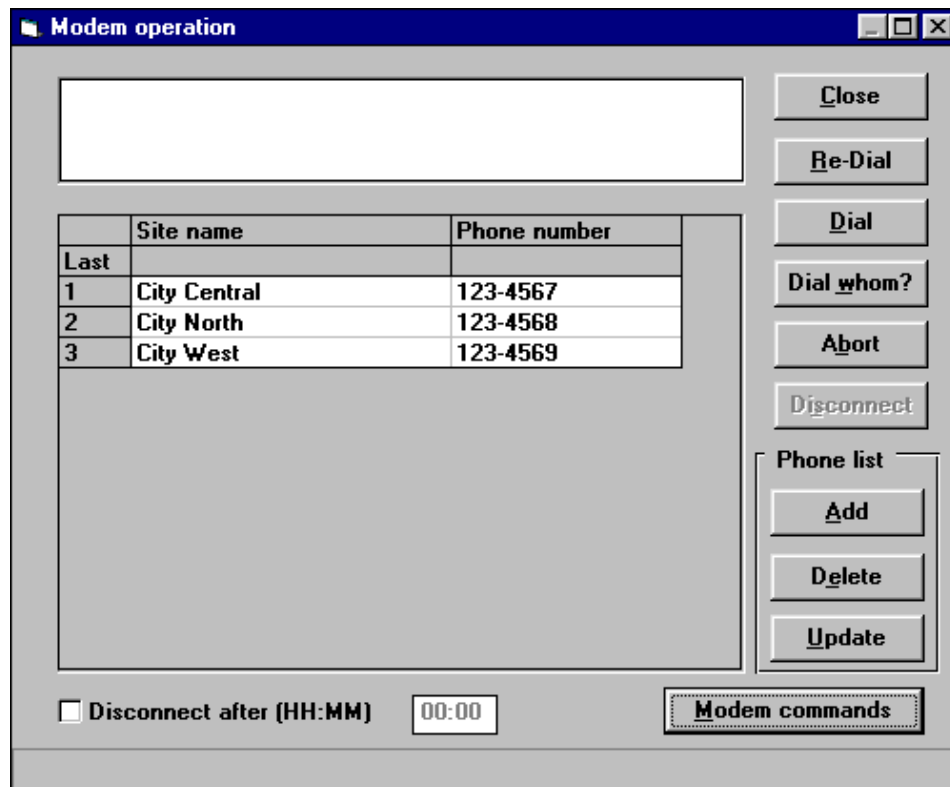 Modem operation
Close
Re-Dial
Site name Phone number
Dial
Last
1 City Central 123-4567
Dial whom?
2 City North 123-4568
3 City West 123-4569
Abort
Disconnect
Phone list
Add
Delete
Update
Disconnect after (HH:MM) 00:00 Modem commands